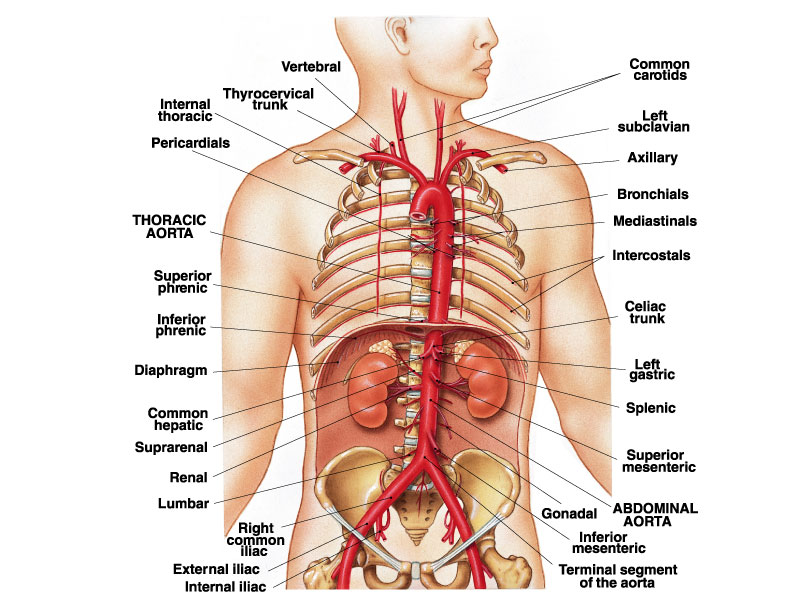 Vertebral
Thyrocervical
trunk
Internal
thoracic
Pericardials
THORACIC
AORTA
Superior
phrenic
Inferior
phrenic
Diaphragm
Common
hepatic
Suprarenal
Renal
Lumbar
Right
common
iliac
External iliac
Internal iliac
Common
carotids
Left
subclavian
Axillary
Bronchials
Mediastinals
Intercostals
Celiac
trunk
Left
gastric
Splenic
Superior
mesenteric
Gonadal
ABDOMINAL
AORTA
Inferior
mesenteric
Terminal segment
of the aorta